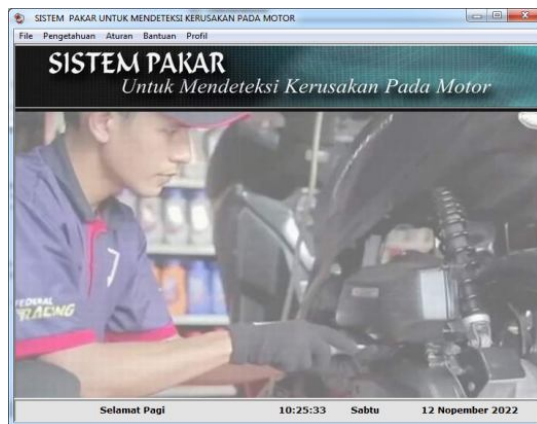 SISTEM PAKAR UNTUK MENDETEKSI KERUSAKAN PADA MOTOR
File Pengetahuan Aturan Bantuan Profil
SISTEM PAKAR
Untuk Mendeteksi Kerusakan Pada Motor
FEDERAL
RACING
Selamat Pagi 10:25:33 Sabtu 12 Nopember 2022